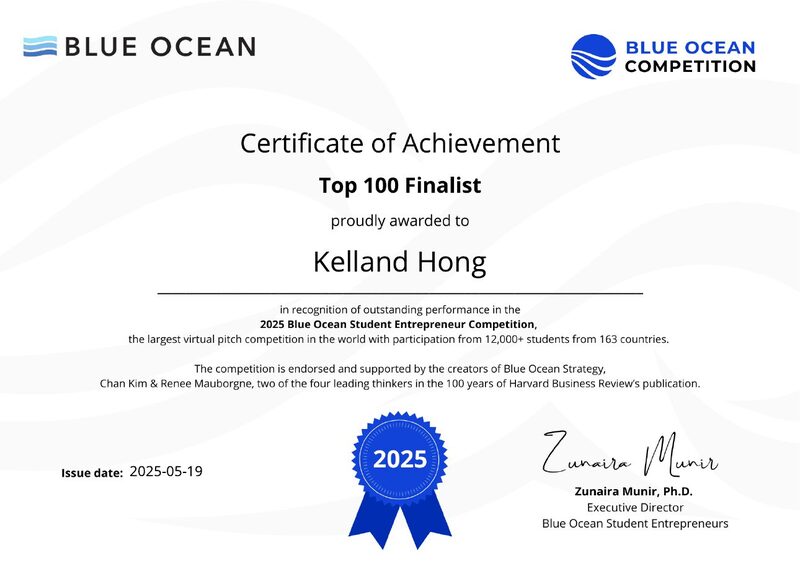 BLUE OCEAN
BLUE OCEAN
COMPETITION
Certificate of Achievement
Top 100 Finalist
proudly awarded to
Kelland Hong
in recognition of outstanding performance in the
2025 Blue Ocean Student Entrepreneur Competition,
the largest virtual pitch competition in the world with participation from 12,000+ students from 163 countries.
The competition is endorsed and supported by the creators of Blue Ocean Strategy,
Chan Kim & Renee Mauborgne, two of the four leading thinkers in the 100 years of Harvard Business Review's publication.
2025
Issue date: 2025-05-19
Zunaira Munir
Zunaira Munir, Ph.D.
Executive Director
Blue Ocean Student Entrepreneurs